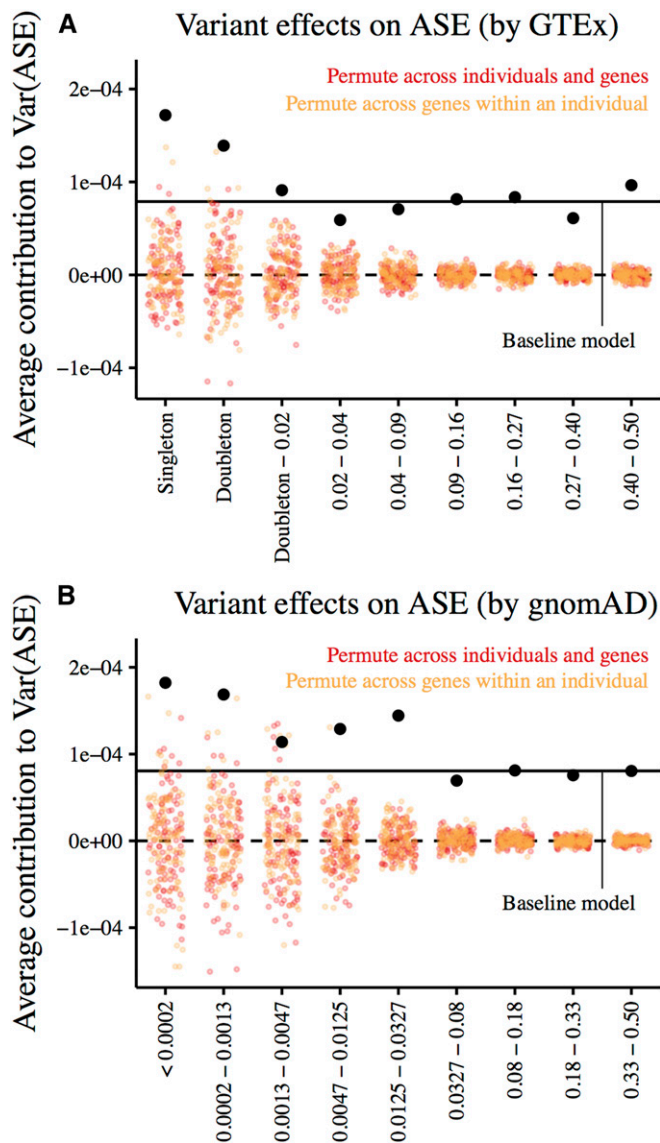 A
Variant effects on ASE (by GTEx)
Average contribution to Var(ASE)
2e−04
1e−04
0e+00
−1e−04
Permute across individuals and genes
Permute across genes within an individual
Baseline model
Singleton
Doubleton
Doubleton − 0.02
0.02 − 0.04
0.04 − 0.09
0.09 − 0.16
0.16 − 0.27
0.27 − 0.40
0.40 − 0.50
B
Variant effects on ASE (by gnomAD)
Average contribution to Var(ASE)
2e−04
1e−04
0e+00
−1e−04
Permute across individuals and genes
Permute across genes within an individual
Baseline model
< 0.0002
0.0002 − 0.0013
0.0013 − 0.0047
0.0047 − 0.0125
0.0125 − 0.0327
0.0327 − 0.08
0.08 − 0.18
0.18 − 0.33
0.33 − 0.50